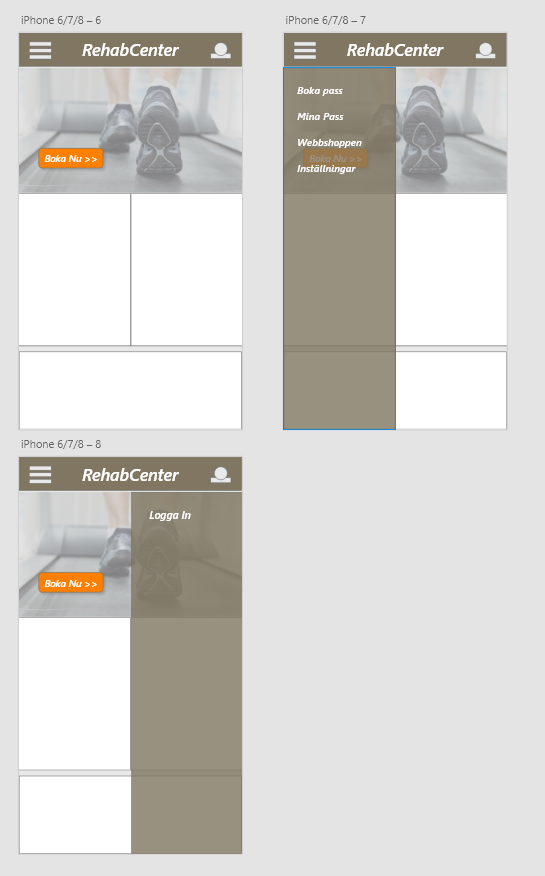 iPhone 6/7/8 – 6
RehabCenter
Boka Nu >>
iPhone 6/7/8 – 7
RehabCenter
Boka pass
Mina Pass
Webbshoppen
Boka Nu >>
Inställningar
iPhone 6/7/8 – 8
RehabCenter
Logga In
Boka Nu >>